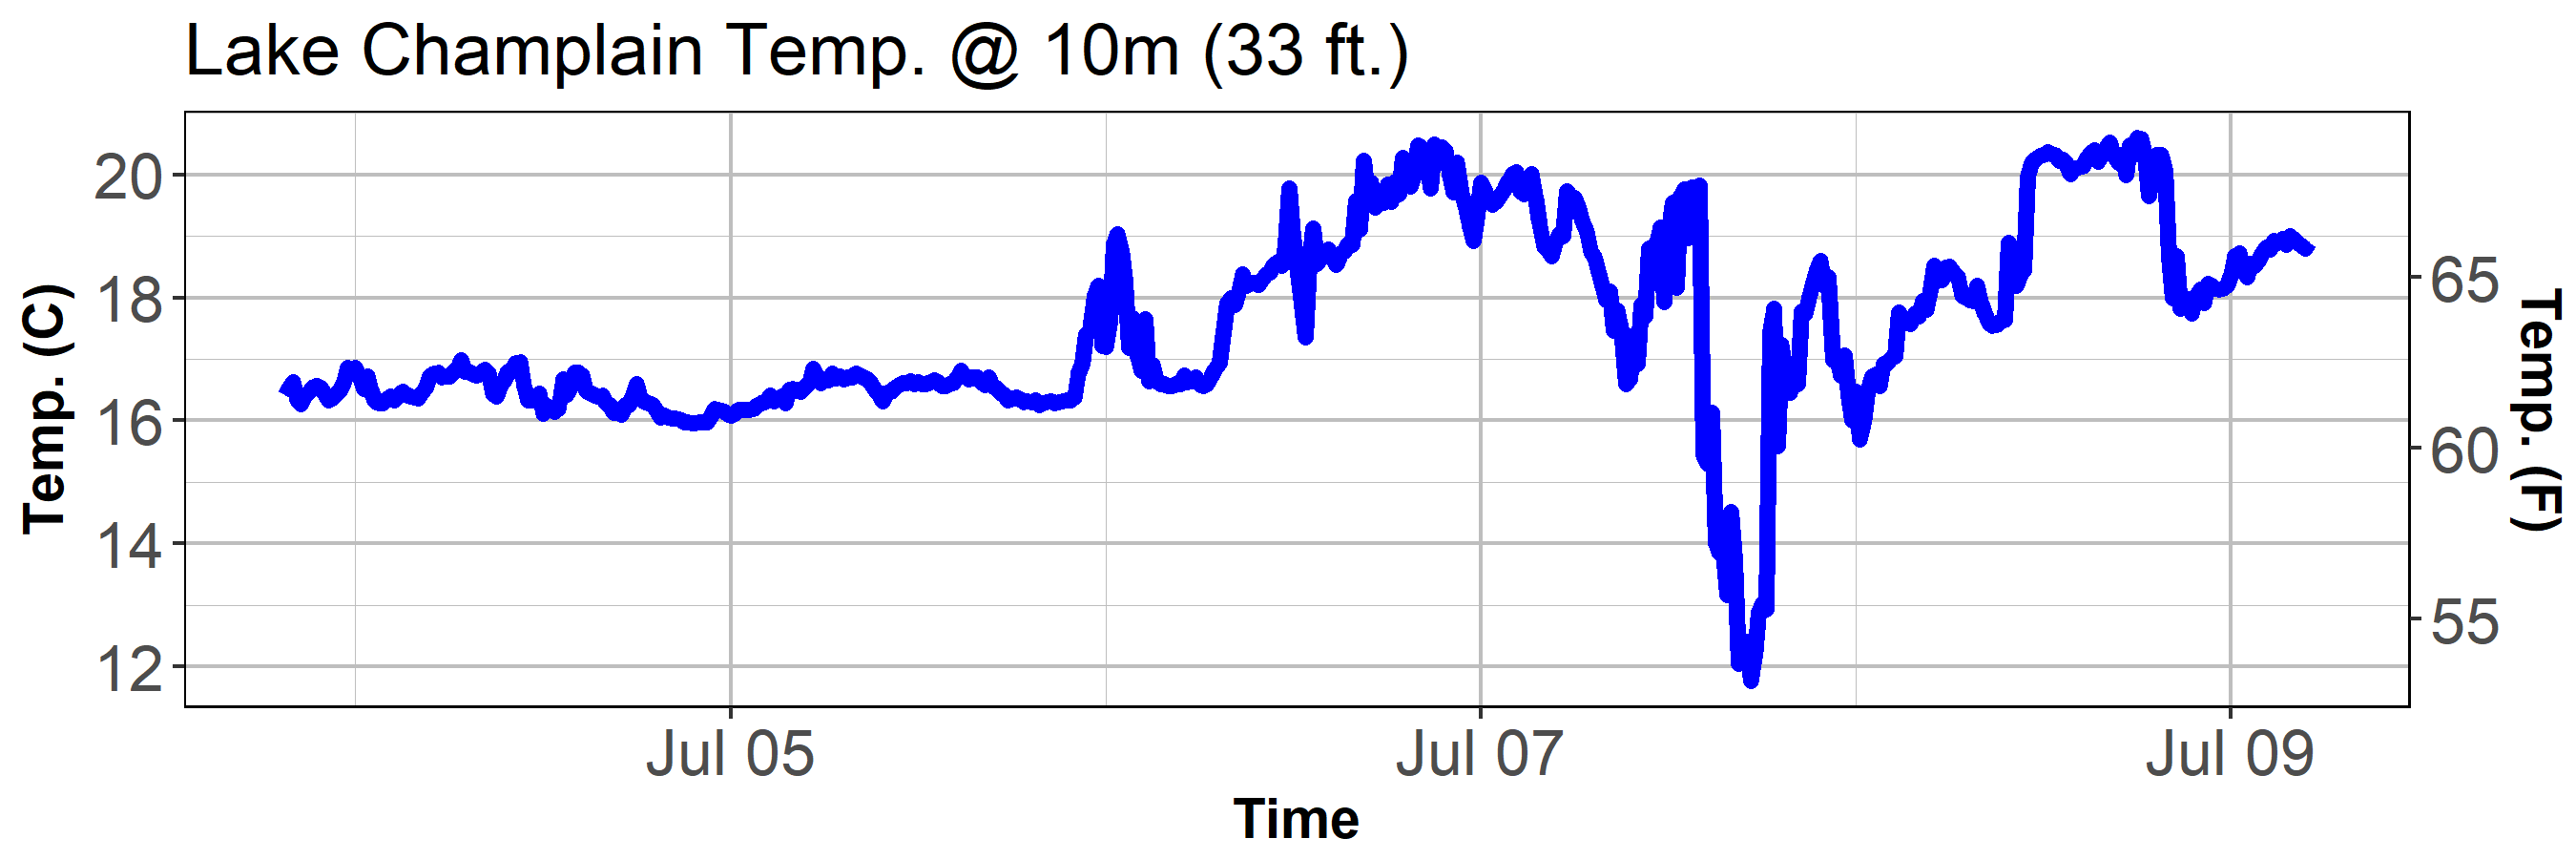 Lake Champlain Temp. @ 10m (33 ft.)
Temp. (C)
20
18
16
14
12
65
60
55
Temp. (F)
Jul 05
Jul 07
Jul 09
Time